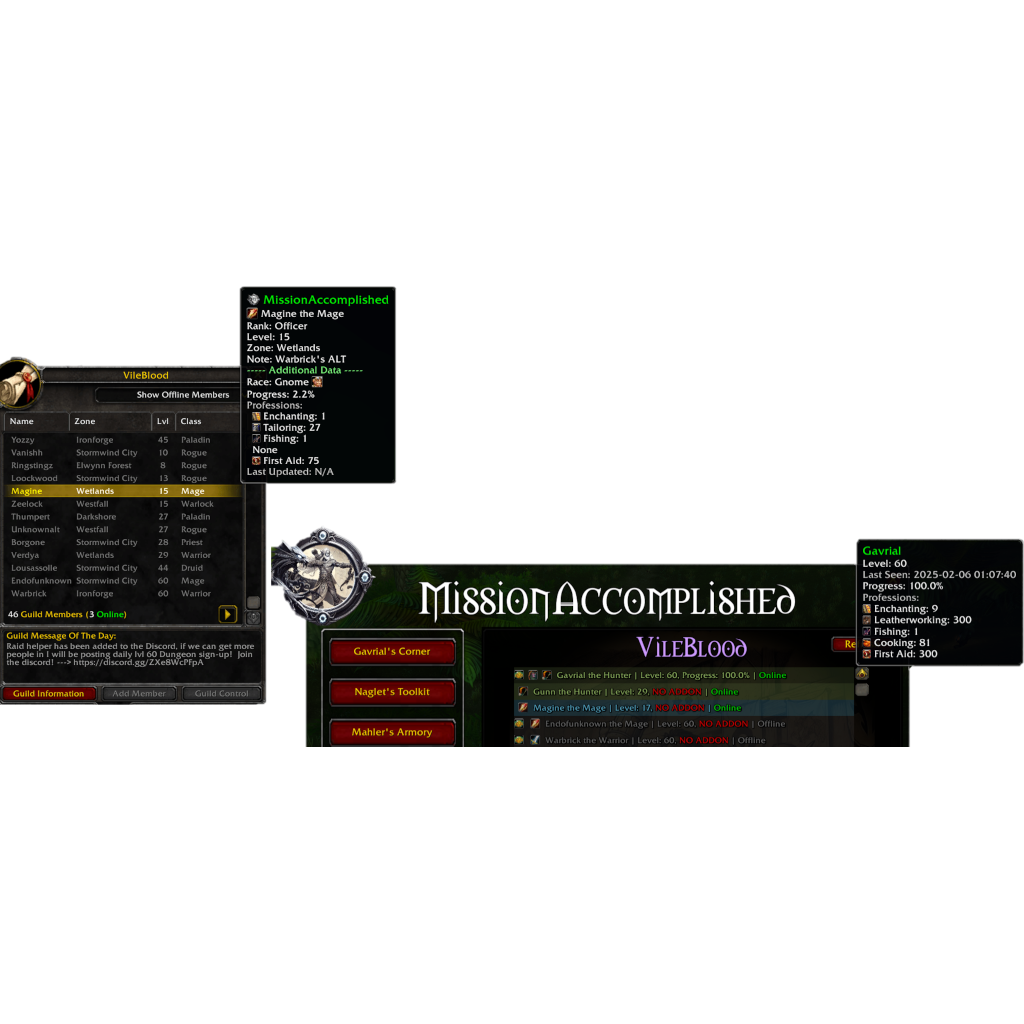 MissionAccomplished
Magine the Mage
Rank: Officer
Level: 15
Zone: Wetlands
Note: Warbrick's ALT
----- Additional Data -----
Race: Gnome
Progress: 2.2%
Professions:
Enchanting: 1
Tailoring: 27
Fishing: 1
None
First Aid: 75
Last Updated: N/A
VileBlood
Show Offline Members
Name Zone Lvl Class
Yozzy Ironforge 45 Paladin
Vanishh Stormwind City 10 Rogue
Ringstingz Elwynn Forest 8 Rogue
Loockwood Stormwind City 13 Rogue
Magine Wetlands 15 Mage
Zeelock Westfall 15 Warlock
Thumpert Darkshore 27 Paladin
Unknownalt Westfall 27 Rogue
Borgone Stormwind City 28 Priest
Verdya Wetlands 29 Warrior
Lousassolle Stormwind City 44 Druid
Endofunknown Stormwind City 60 Mage
Warbrick Ironforge 60 Warrior
46 Guild Members (3 Online)
Guild Message Of The Day:
Raid helper has been added to the Discord, if we can get more
people in I will be posting daily lvl 60 Dungeon sign-up! Join
the discord! ---> https://discord.gg/ZXe8WcPFpA
Guild Information Add Member Guild Control
MissionAccomplished
Gavrial's Corner
Naglet's Toolkit
Mahler's Armory
VileBlood
Re
Gavrial the Hunter | Level: 60, Progress: 100.0% | Online
Gunn the Hunter | Level: 29, NO ADDON | Online
Magine the Mage | Level: 17, NO ADDON | Online
Endofunknown the Mage | Level: 60, NO ADDON | Offline
Warbrick the Warrior | Level: 60, NO ADDON | Offline
Gavrial
Level: 60
Last Seen: 2025-02-06 01:07:40
Progress: 100.0%
Professions:
Enchanting: 9
Leatherworking: 300
Fishing: 1
Cooking: 81
First Aid: 300